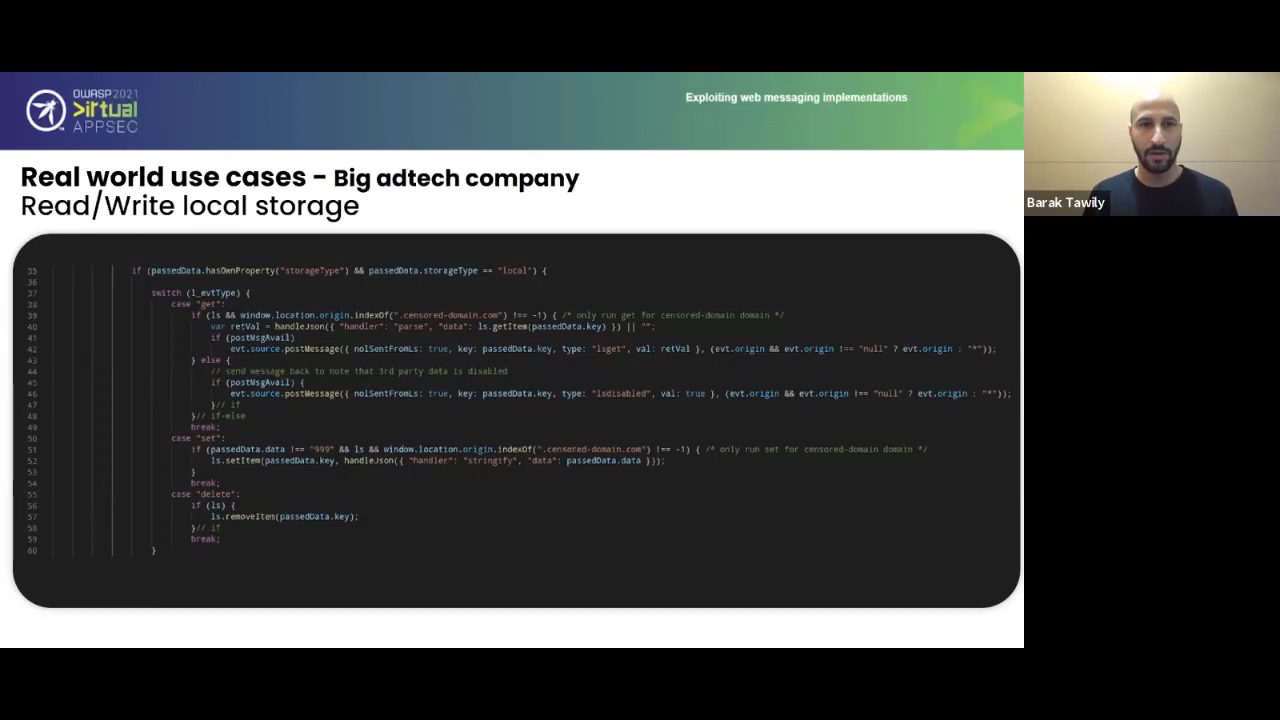 OWASP 2021
Virtual
APPSEC
Exploiting web messaging implementations
Barak Tawily
Real world use cases – Big adtech company
Read/Write local storage
35 if (passedData.hasOwnProperty("storageType") && passedData.storageType == "local") {
36
37 switch (l_evtType) {
38 case "get":
39 if (ls && window.location.origin.indexOf(".censored-domain.com") !== -1) { /* only run get for censored-domain domain */
40 var retVal = handleJson({ "handler": "parse", "data": ls.getItem(passedData.key) }) || "";
41 if (postMsgAvail)
42 evt.source.postMessage({ nolSentFromLs: true, key: passedData.key, type: "lsget", val: retVal }, (evt.origin && evt.origin !== "null" ? evt.origin : "*"));
43 } else {
44 // send message back to note that 3rd party data is disabled
45 if (postMsgAvail) {
46 evt.source.postMessage({ nolSentFromLs: true, key: passedData.key, type: "lsdisabled", val: true }, (evt.origin && evt.origin !== "null" ? evt.origin : "*"));
47 }// if
48 }// if-else
49 break;
50 case "set":
51 if (passedData.data !== "999" && ls && window.location.origin.indexOf(".censored-domain.com") !== -1) { /* only run set for censored-domain domain */
52 ls.setItem(passedData.key, handleJson({ "handler": "stringify", "data": passedData.data }));
53 }
54 break;
55 case "delete":
56 if (ls) {
57 ls.removeItem(passedData.key);
58 }// if
59 break;
60 }